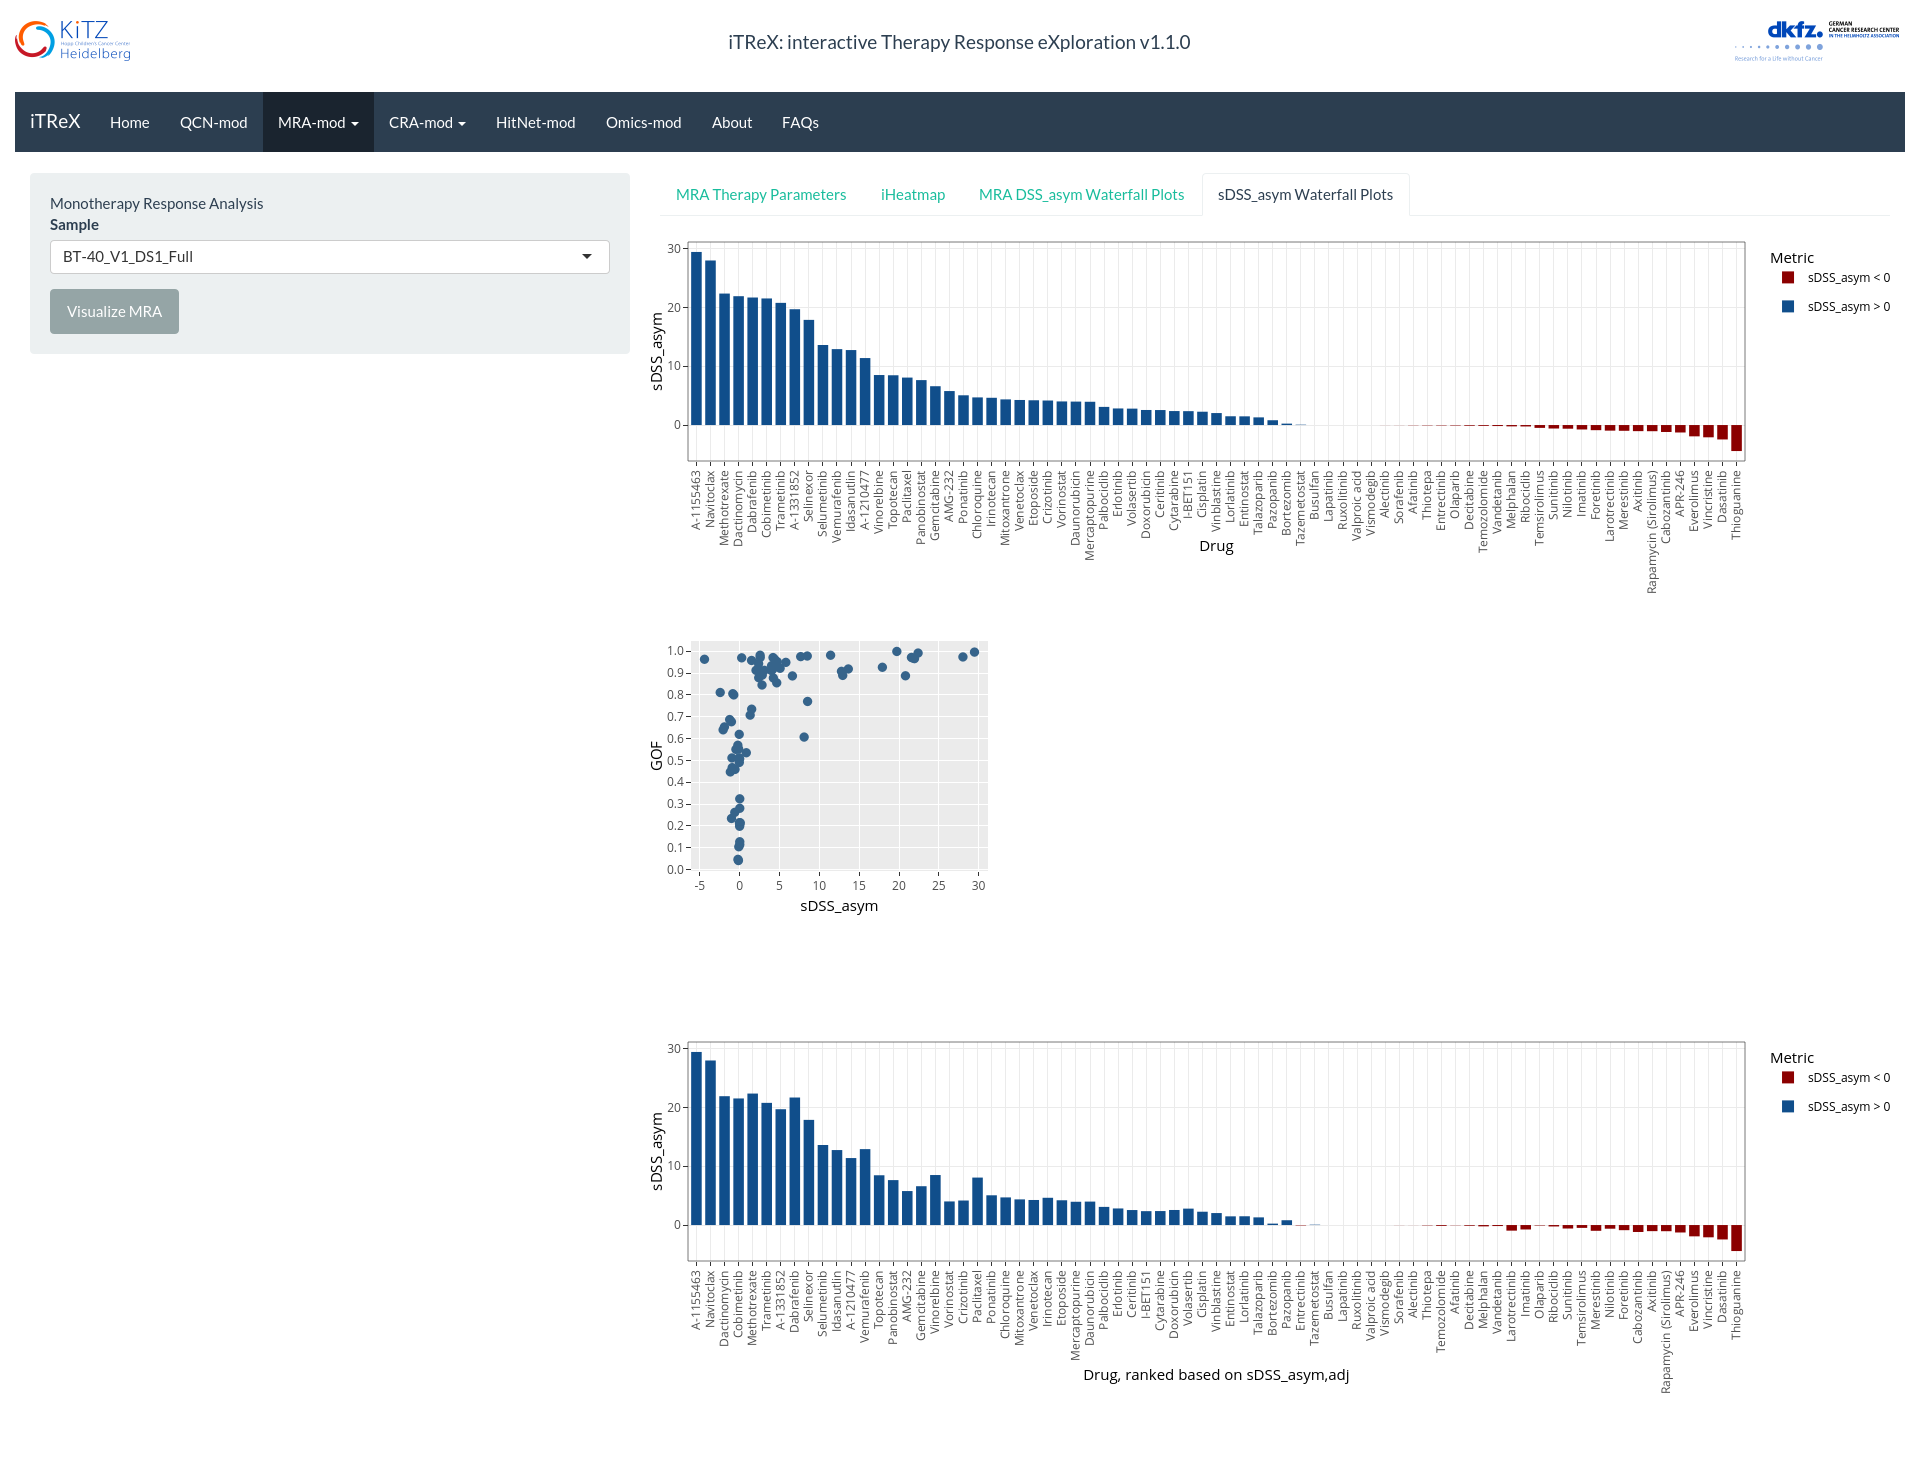 KiTZ
Hopp Children's Cancer Center
Heidelberg
iTReX: interactive Therapy Response eXploration v1.1.0
dkfz.
GERMAN
CANCER RESEARCH CENTER
IN THE HELMHOLTZ ASSOCIATION
Research for a Life without Cancer
iTReX Home QCN-mod MRA-mod CRA-mod HitNet-mod Omics-mod About FAQs
Monotherapy Response Analysis
Sample
BT-40_V1_DS1_Full
Visualize MRA
MRA Therapy Parameters iHeatmap MRA DSS_asym Waterfall Plots sDSS_asym Waterfall Plots
30
20
10
0
sDSS_asym
A-1155463
Navitoclax
Methotrexate
Dactinomycin
Dabrafenib
Cobimetinib
Trametinib
A-1331852
Selinexor
Selumetinib
Vemurafenib
Idasanutlin
A-1210477
Vinorelbine
Topotecan
Paclitaxel
Panobinostat
Gemcitabine
AMG-232
Ponatinib
Chloroquine
Irinotecan
Mitoxantrone
Venetoclax
Etoposide
Crizotinib
Vorinostat
Daunorubicin
Mercaptopurine
Palbociclib
Erlotinib
Volasertib
Doxorubicin
Ceritinib
Cytarabine
I-BET151
Cisplatin
Vinblastine
Lorlatinib
Entinostat
Talazoparib
Pazopanib
Bortezomib
Tazemetostat
Busulfan
Lapatinib
Ruxolitinib
Valproic acid
Vismodegib
Alectinib
Sorafenib
Afatinib
Thiotepa
Entrectinib
Olaparib
Decitabine
Temozolomide
Vandetanib
Melphalan
Ribociclib
Temsirolimus
Sunitinib
Nilotinib
Imatinib
Foretinib
Larotrectinib
Merestinib
Axitinib
Rapamycin (Sirolimus)
Cabozantinib
APR-246
Everolimus
Vincristine
Dasatinib
Thioguanine
Drug
Metric
sDSS_asym < 0
sDSS_asym > 0
1.0
0.9
0.8
0.7
0.6
0.5
0.4
0.3
0.2
0.1
0.0
GOF
-5 0 5 10 15 20 25 30
sDSS_asym
30
20
10
0
sDSS_asym
A-1155463
Navitoclax
Dactinomycin
Cobimetinib
Methotrexate
Trametinib
A-1331852
Dabrafenib
Selinexor
Selumetinib
Idasanutlin
A-1210477
Vemurafenib
Topotecan
Panobinostat
AMG-232
Gemcitabine
Vinorelbine
Vorinostat
Crizotinib
Paclitaxel
Ponatinib
Chloroquine
Mitoxantrone
Venetoclax
Irinotecan
Etoposide
Mercaptopurine
Daunorubicin
Palbociclib
Erlotinib
Ceritinib
I-BET151
Cytarabine
Doxorubicin
Volasertib
Cisplatin
Vinblastine
Entinostat
Lorlatinib
Talazoparib
Bortezomib
Pazopanib
Entrectinib
Tazemetostat
Busulfan
Lapatinib
Ruxolitinib
Valproic acid
Vismodegib
Sorafenib
Alectinib
Thiotepa
Temozolomide
Afatinib
Decitabine
Melphalan
Vandetanib
Larotrectinib
Imatinib
Olaparib
Ribociclib
Sunitinib
Temsirolimus
Merestinib
Nilotinib
Foretinib
Cabozantinib
Axitinib
Rapamycin (Sirolimus)
APR-246
Everolimus
Vincristine
Dasatinib
Thioguanine
Drug, ranked based on sDSS_asym,adj
Metric
sDSS_asym < 0
sDSS_asym > 0